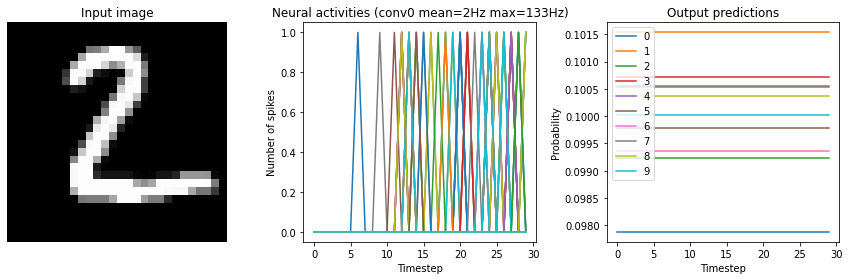 Input image
2
Neural activities (conv0 mean=2Hz max=133Hz)
Number of spikes
1.0
0.8
0.6
0.4
0.2
0.0
0 5 10 15 20 25 30
Timestep
Output predictions
Probability
0.1015
0.1010
0.1005
0.1000
0.0995
0.0990
0.0985
0.0980
0
1
2
3
4
5
6
7
8
9
0 5 10 15 20 25 30
Timestep